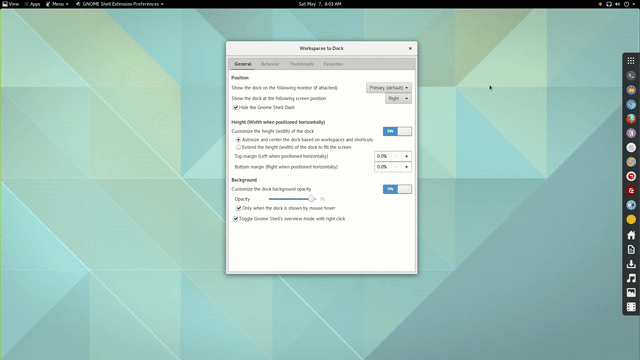 View Apps Menu GNOME Shell Extension Preferences Sat May 7, 8:03 AM
Workspaces to Dock ×
General Behavior Thumbnails Favorites
Position
Show the dock on the following monitor (if attached) Primary (default)
Show the dock at the following screen position Right
Hide the Gnome Shell Dash
Height (Width when positioned horizontally)
Customize the height (width) of the dock ON
Autosize and center the dock based on workspaces and shortcuts
Extend the height (width) of the dock to fill the screen
Top margin (Left when positioned horizontally) 0.0% - +
Bottom margin (Right when positioned horizontally) 0.0% - +
Background
Customize the dock background opacity ON
Opacity
Only when the dock is shown by mouse hover
Toggle Gnome Shell's overview mode with right click